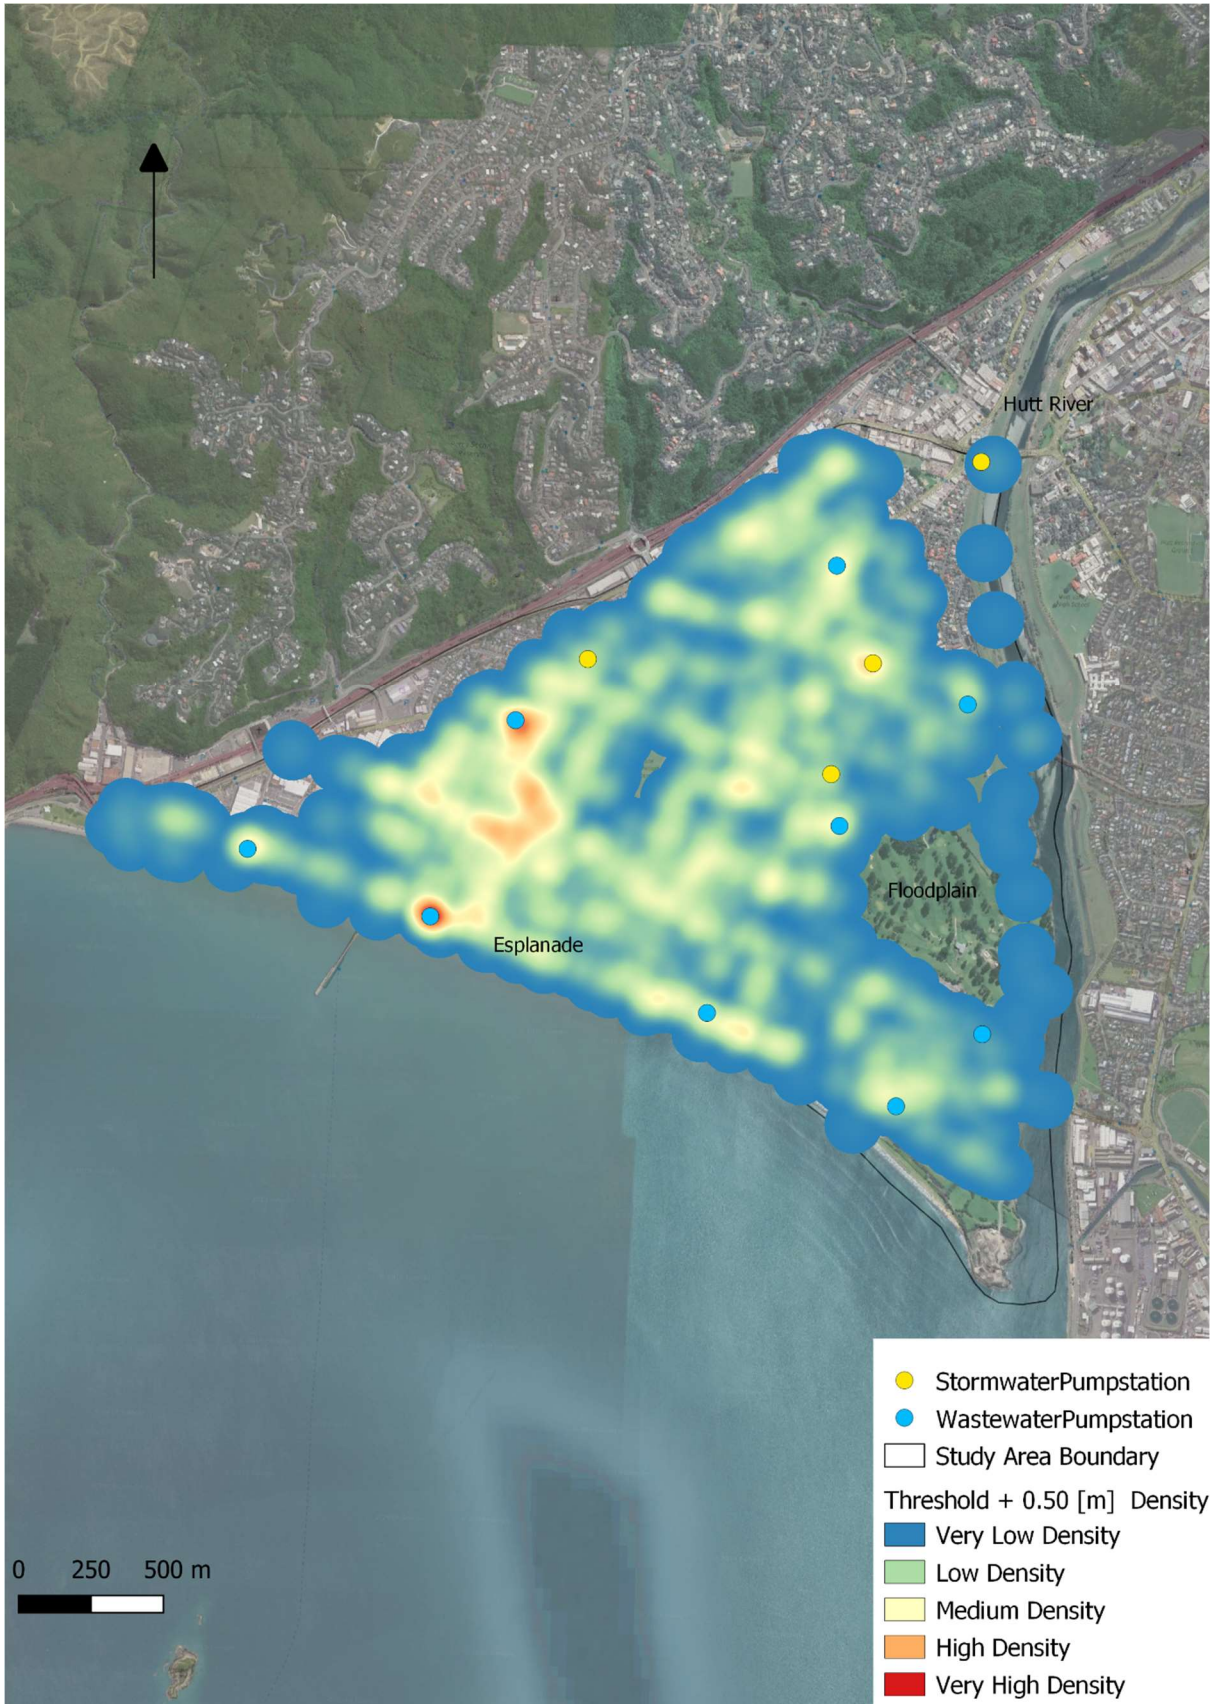 Hutt River
Floodplain
Esplanade
StormwaterPumpstation
WastewaterPumpstation
Study Area Boundary
Threshold + 0.50 [m] Density
Very Low Density
Low Density
Medium Density
High Density
Very High Density
0 250 500 m